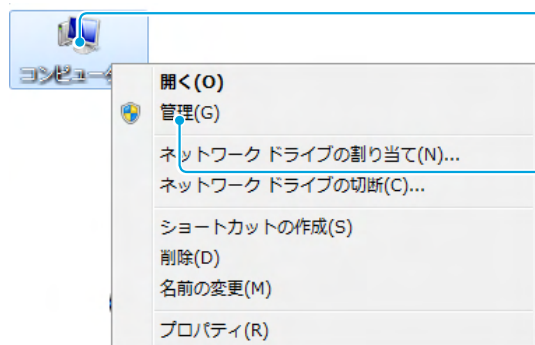 コンピュータ
開く(O)
管理(G)
ネットワーク ドライブの割り当て(N)...
ネットワーク ドライブの切断(C)...
ショートカットの作成(S)
削除(D)
名前の変更(M)
プロパティ(R)